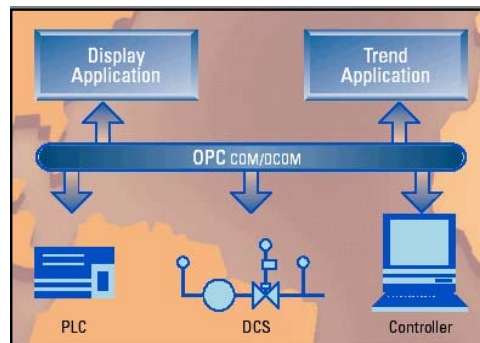 Display
Application
Trend
Application
OPC COM/DCOM
PLC
DCS
Controller